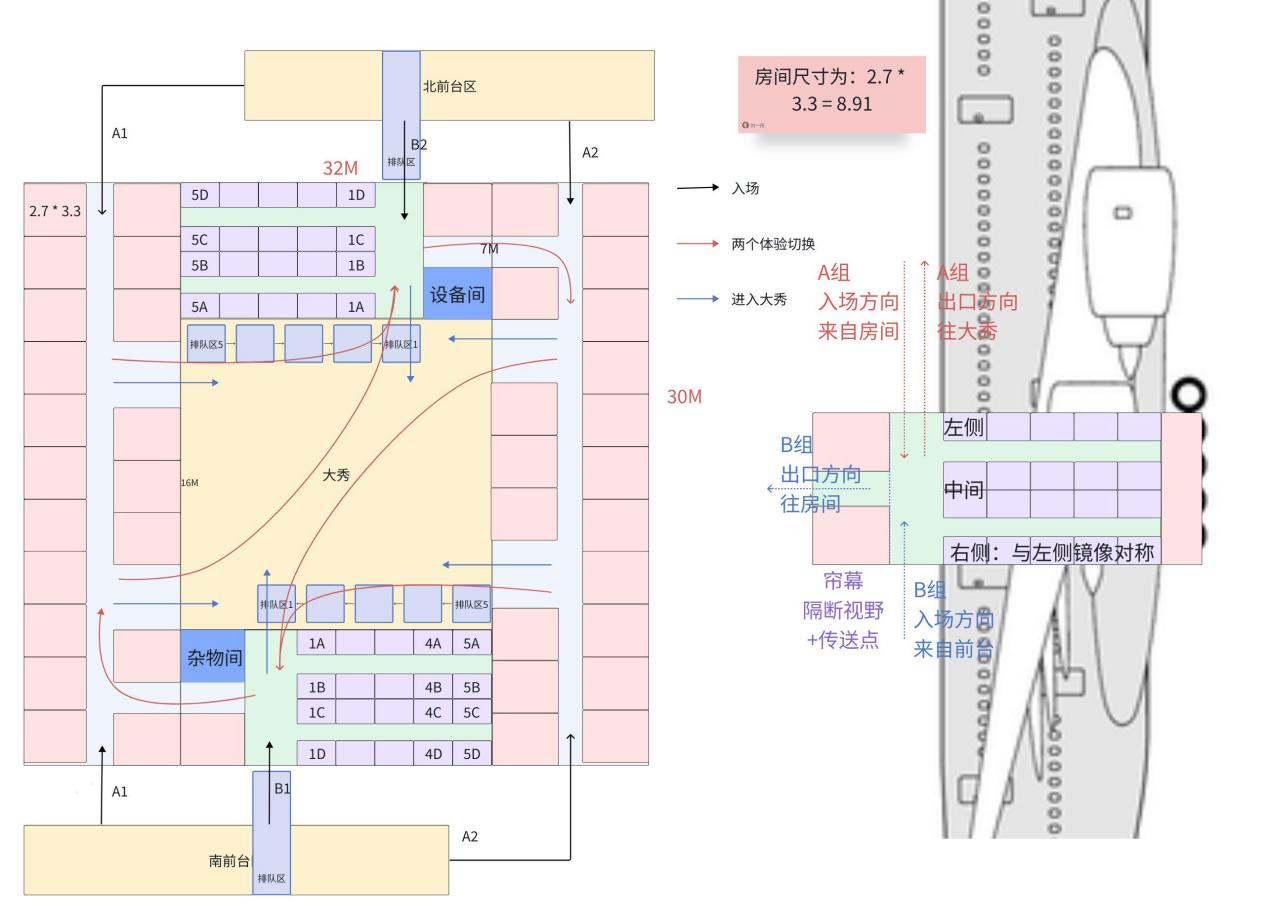 北前台区
房间尺寸为：2.7 *
3.3 = 8.91
A1
B2
排队区
A2
32M
入场
2.7 * 3.3
5D
1D
5C
1C
5B
1B
5A
1A
7M
设备间
两个体验切换
进入大秀
A组
入场方向
来自房间
A组
出口方向
往大秀
排队区5
排队区1
30M
16M
大秀
左侧
中间
右侧：与左侧镜像对称
B组
出口方向
往房间
帘幕
隔断视野
+传送点
B组
入场方向
来自前台
排队区1
排队区5
杂物间
1A
4A
5A
1B
4B
5B
1C
4C
5C
1D
4D
5D
A1
B1
A2
南前台
排队区